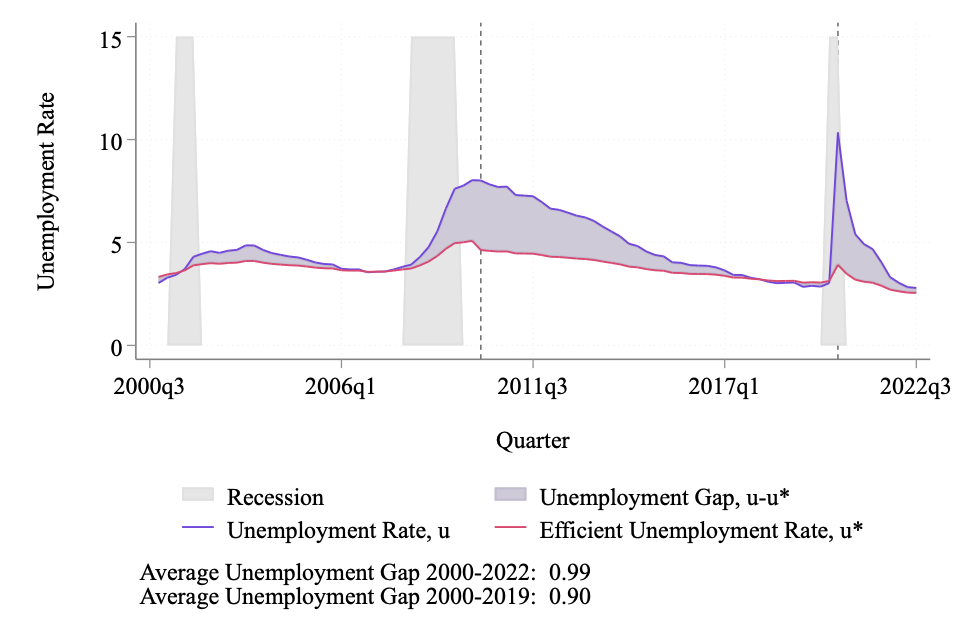 Unemployment Rate
15
10
5
0
2000q3 2006q1 2011q3 2017q1 2022q3
Quarter
Recession Unemployment Gap, u-u*
Unemployment Rate, u Efficient Unemployment Rate, u*
Average Unemployment Gap 2000-2022: 0.99
Average Unemployment Gap 2000-2019: 0.90